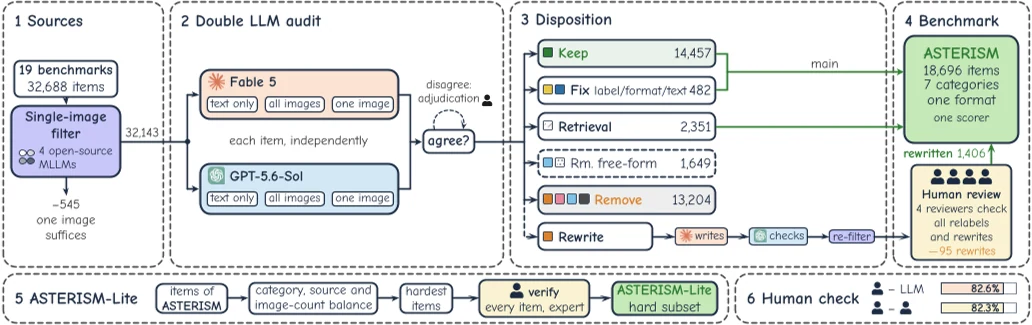 1 Sources
19 benchmarks
32,688 items
Single-image
filter
4 open-source
MLLMs
32,143
−545
one image
suffices
2 Double LLM audit
Fable 5
text only all images one image
each item, independently
GPT-5.6-Sol
text only all images one image
disagree:
adjudication
agree?
3 Disposition
Keep 14,457
Fix label/format/text 482
Retrieval 2,351
Rm. free-form 1,649
Remove 13,204
Rewrite
writes
checks
re-filter
main
4 Benchmark
ASTERISM
18,696 items
7 categories
one format
one scorer
rewritten 1,406
Human review
4 reviewers check
all relabels
and rewrites
−95 rewrites
5 ASTERISM-Lite
items of
ASTERISM
category, source and
image-count balance
hardest
items
verify
every item, expert
ASTERISM-Lite
hard subset
6 Human check
– LLM 82.6%
– 82.3%